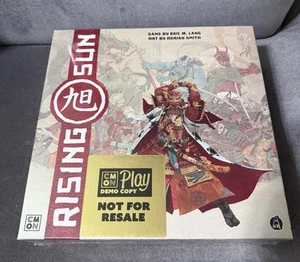 GAME BY ERIC M. LANG
ART BY ADRIAN SMITH
RISING SUN
旭
CMON Play
DEMO COPY
NOT FOR
RESALE
CMON